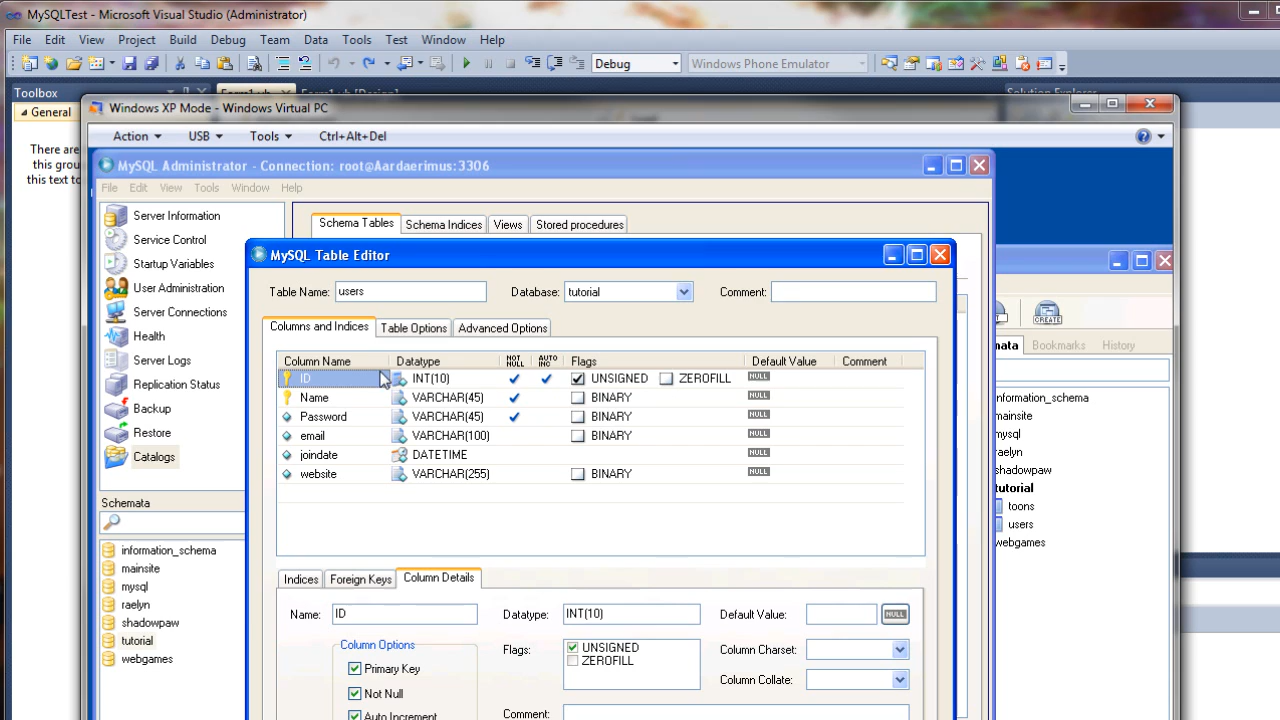 MySQLTest - Microsoft Visual Studio (Administrator)
File Edit View Project Build Debug Team Data Tools Test Window Help
Debug Windows Phone Emulator
Toolbox
General
There are
this grou
this text to
Windows XP Mode - Windows Virtual PC
Action USB Tools Ctrl+Alt+Del
MySQL Administrator - Connection: root@Aardaerimus:3306
File Edit View Tools Window Help
Server Information
Service Control
Startup Variables
User Administration
Server Connections
Health
Server Logs
Replication Status
Backup
Restore
Catalogs
Schemata
information_schema
mainsite
mysql
raelyn
shadowpaw
tutorial
webgames
Schema Tables Schema Indices Views Stored procedures
MySQL Table Editor
Table Name: users Database: tutorial Comment:
Columns and Indices Table Options Advanced Options
Column Name Datatype NOT NULL AUTO INC Flags Default Value Comment
ID INT(10) UNSIGNED ZEROFILL NULL
Name VARCHAR(45) BINARY NULL
Password VARCHAR(45) BINARY NULL
email VARCHAR(100) BINARY NULL
joindate DATETIME NULL
website VARCHAR(255) BINARY NULL
Indices Foreign Keys Column Details
Name: ID Datatype: INT(10) Default Value: NULL
Column Options
Primary Key
Not Null
Auto Increment
Flags: UNSIGNED
ZEROFILL
Column Charset:
Column Collate:
Comment:
CREATE
mata Bookmarks History
nformation_schema
mainsite
mysql
raelyn
shadowpaw
tutorial
toons
users
webgames